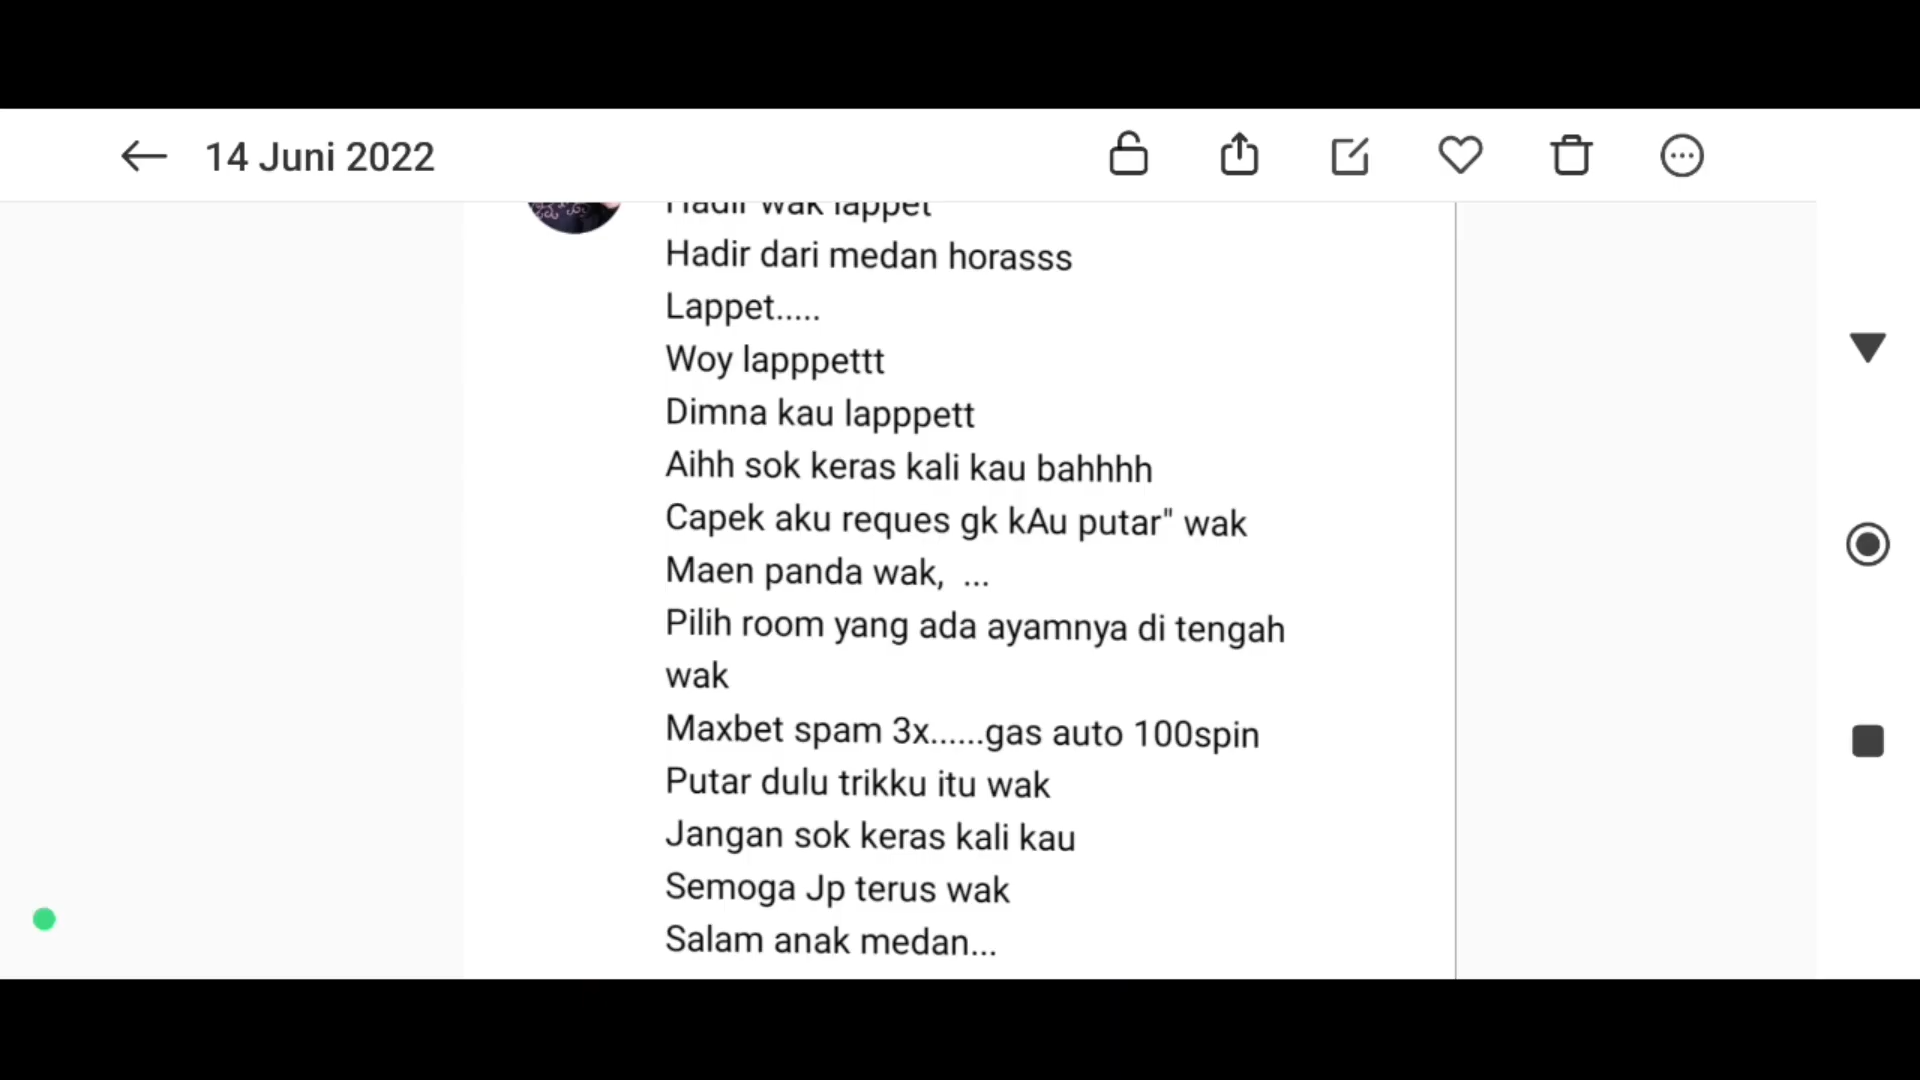 14 Juni 2022
Hadir wak lappet
Hadir dari medan horasss
Lappet.....
Woy lapppettt
Dimna kau lapppett
Aihh sok keras kali kau bahhhh
Capek aku reques gk kAu putar" wak
Maen panda wak,  ...
Pilih room yang ada ayamnya di tengah
wak
Maxbet spam 3x......gas auto 100spin
Putar dulu trikku itu wak
Jangan sok keras kali kau
Semoga Jp terus wak
Salam anak medan...